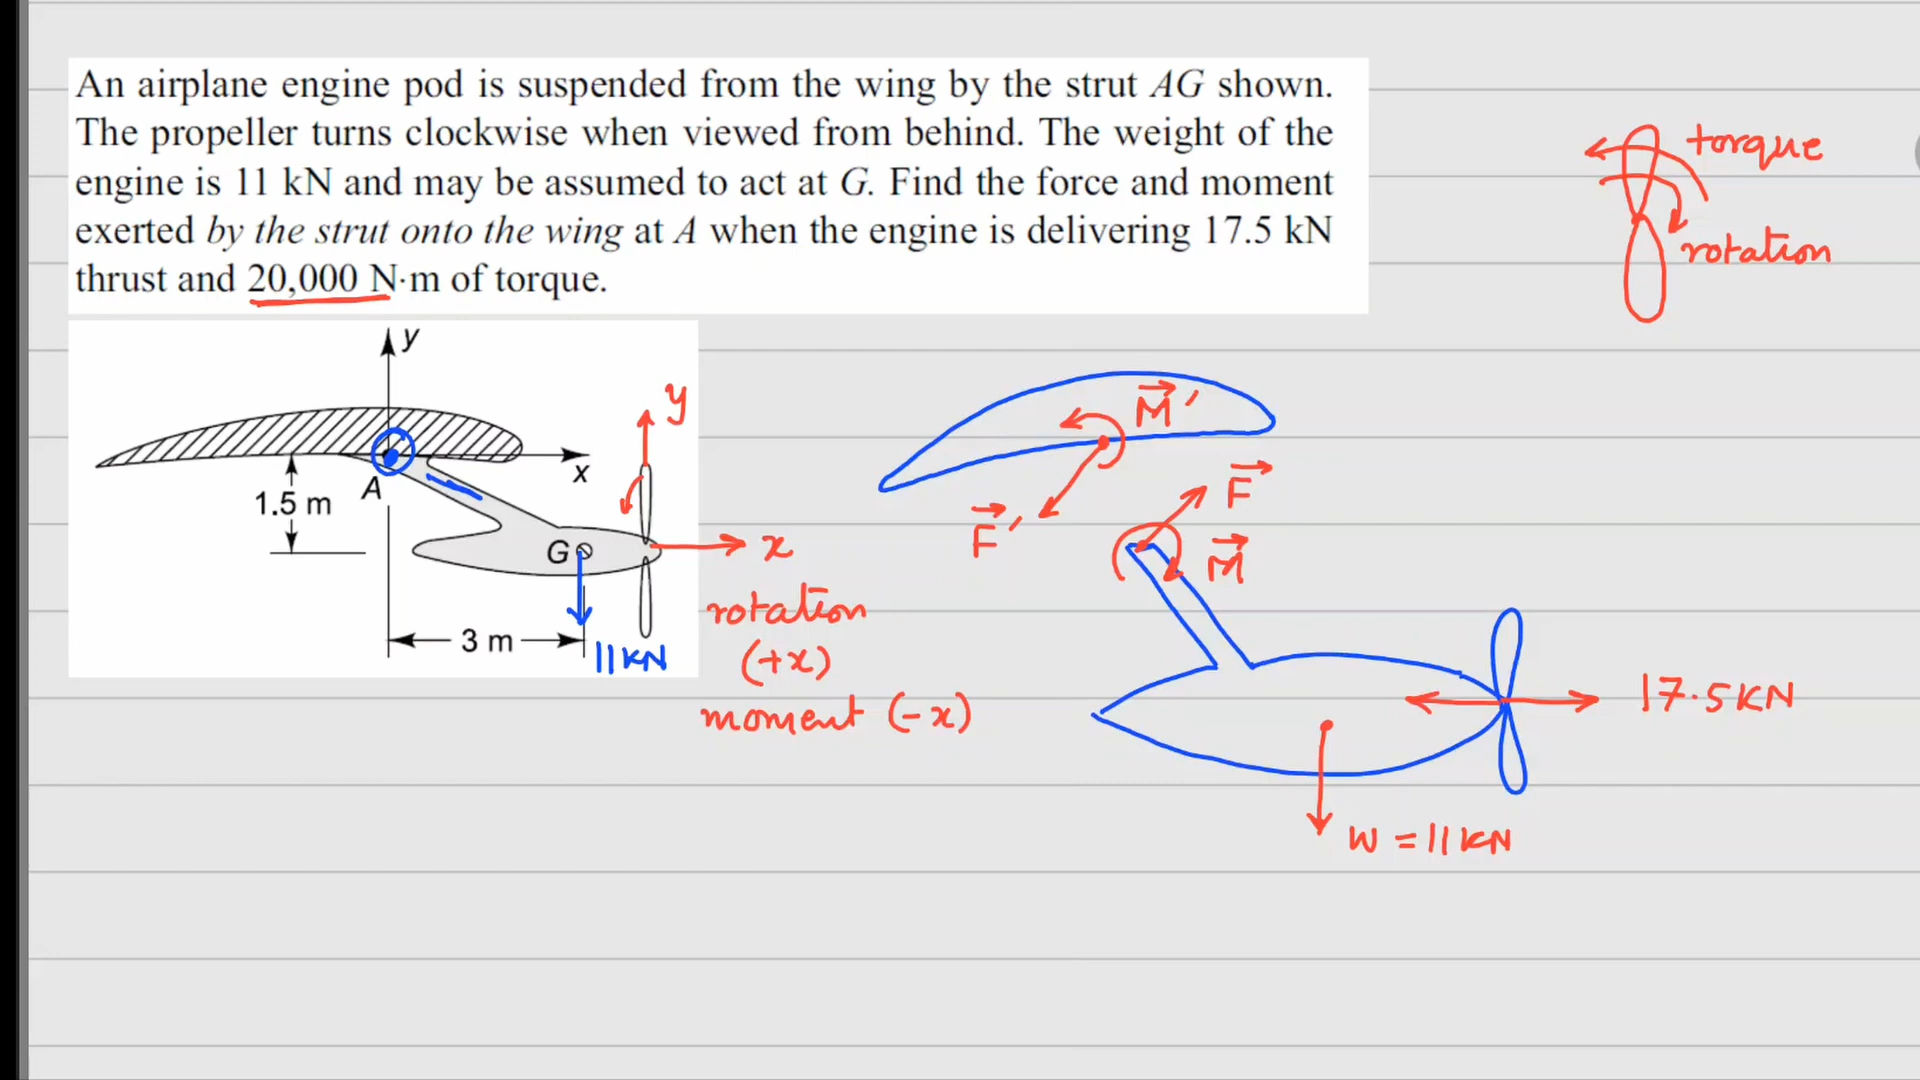 An airplane engine pod is suspended from the wing by the strut AG shown.
The propeller turns clockwise when viewed from behind. The weight of the
engine is 11 kN and may be assumed to act at G. Find the force and moment
exerted by the strut onto the wing at A when the engine is delivering 17.5 kN
thrust and 20,000 N·m of torque.
torque
rotation
y
x
1.5 m
A
G
3 m
11KN
y
x
rotation
(+x)
moment (-x)
M'
F'
F
M
17.5KN
W = 11KN